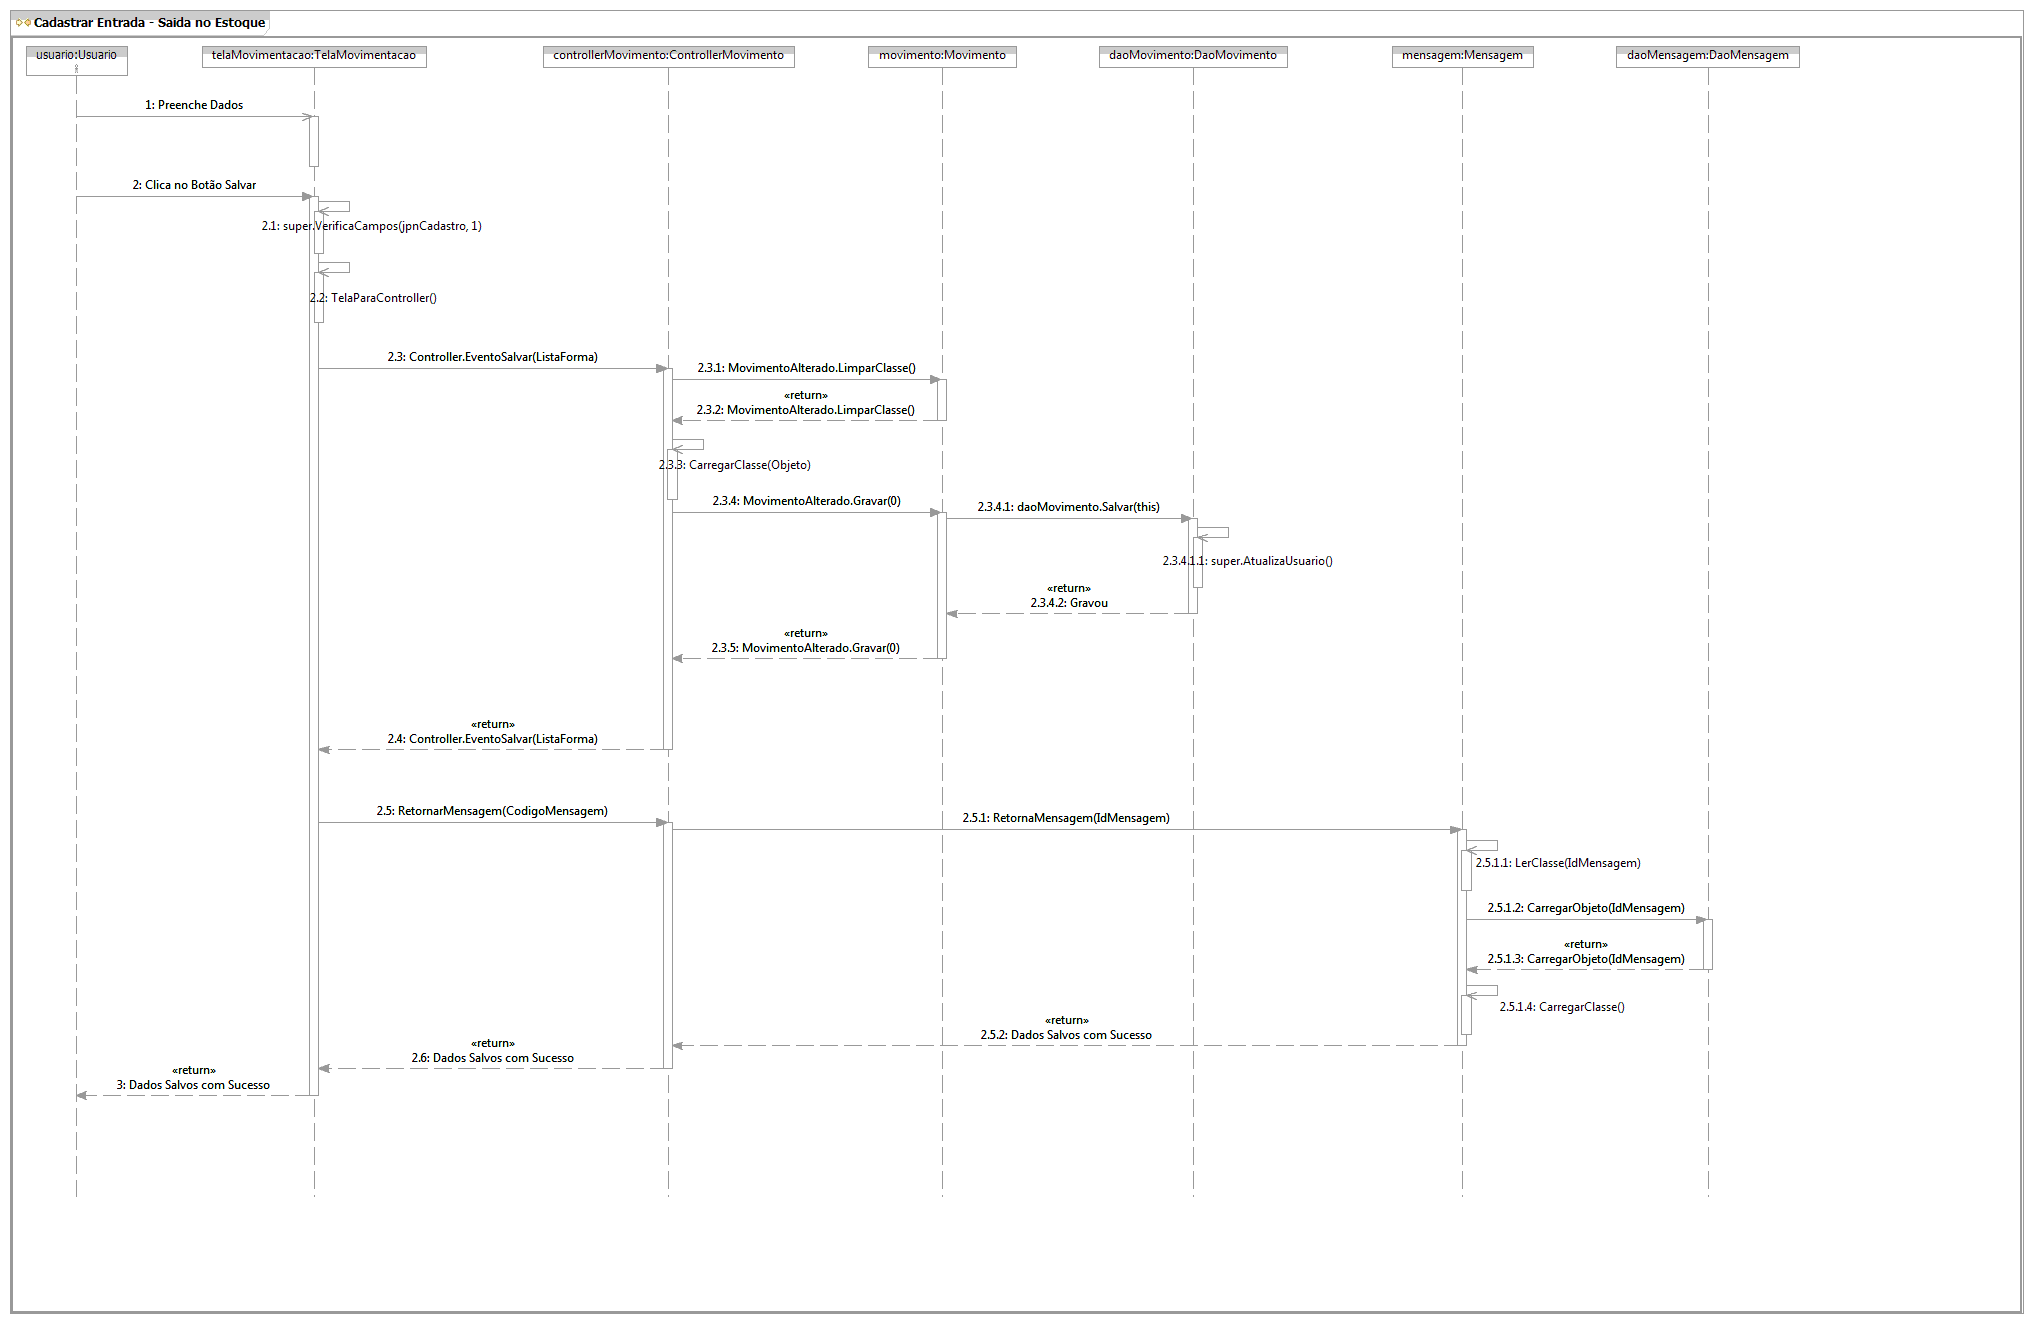 Cadastrar Entrada - Saida no Estoque
usuario:Usuario
telaMovimentacao:TelaMovimentacao
controllerMovimento:ControllerMovimento
movimento:Movimento
daoMovimento:DaoMovimento
mensagem:Mensagem
daoMensagem:DaoMensagem
1: Preenche Dados
2: Clica no Botão Salvar
2.1: super.VerificaCampos(jpnCadastro, 1)
2.2: TelaParaController()
2.3: Controller.EventoSalvar(ListaForma)
2.3.1: MovimentoAlterado.LimparClasse()
«return»
2.3.2: MovimentoAlterado.LimparClasse()
2.3.3: CarregarClasse(Objeto)
2.3.4: MovimentoAlterado.Gravar(0)
2.3.4.1: daoMovimento.Salvar(this)
2.3.4.1.1: super.AtualizaUsuario()
«return»
2.3.4.2: Gravou
«return»
2.3.5: MovimentoAlterado.Gravar(0)
«return»
2.4: Controller.EventoSalvar(ListaForma)
2.5: RetornarMensagem(CodigoMensagem)
2.5.1: RetornaMensagem(IdMensagem)
2.5.1.1: LerClasse(IdMensagem)
2.5.1.2: CarregarObjeto(IdMensagem)
«return»
2.5.1.3: CarregarObjeto(IdMensagem)
2.5.1.4: CarregarClasse()
«return»
2.5.2: Dados Salvos com Sucesso
«return»
2.6: Dados Salvos com Sucesso
«return»
3: Dados Salvos com Sucesso